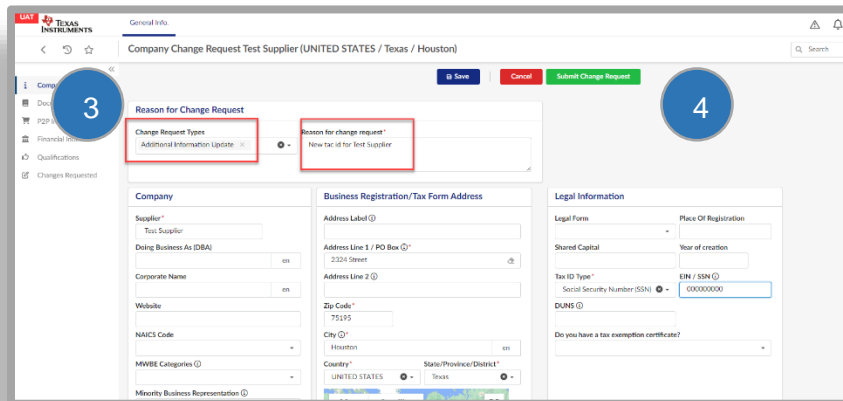 UAT
TEXAS INSTRUMENTS
General Info.
Company Change Request Test Supplier (UNITED STATES / Texas / Houston)
Search
Save
Cancel
Submit Change Request
3
4
P2P
Financial
Qualifications
Changes Requested
Reason for Change Request
Change Request Types
Additional Information Update ×
Reason for change request*
New tac id for Test Supplier
Company
Supplier*
Test Supplier
Doing Business As (DBA)
en
Corporate Name
en
Website
NAICS Code
MWBE Categories
Minority Business Representation
Business Registration/Tax Form Address
Address Label
Address Line 1 / PO Box *
2324 Street
Address Line 2
Zip Code*
75195
City *
Houston
en
Country*
UNITED STATES
State/Province/District*
Texas
Legal Information
Legal Form
Place Of Registration
Shared Capital
Year of creation
Tax ID Type*
Social Security Number (SSN)
EIN / SSN
000000000
DUNS
Do you have a tax exemption certificate?